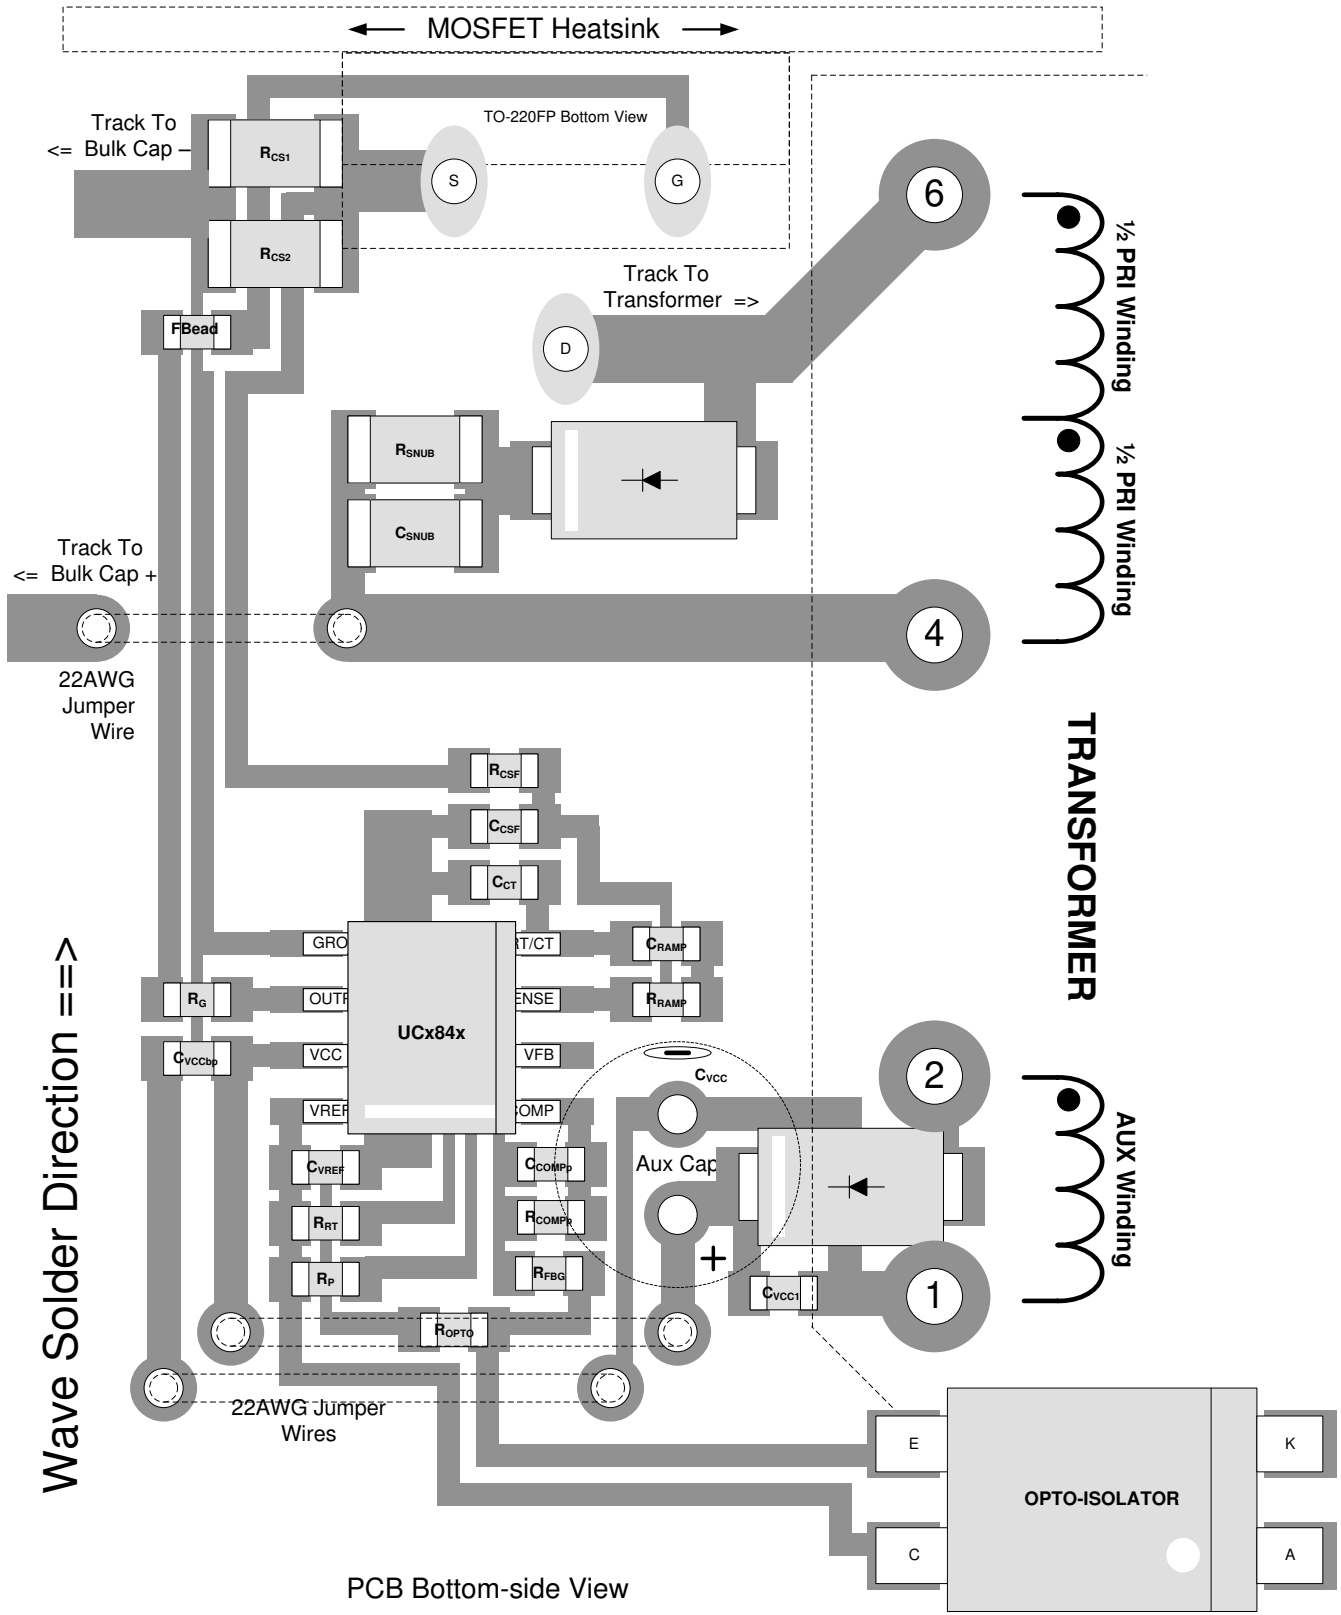 MOSFET Heatsink
TO-220FP Bottom View
Track To
<= Bulk Cap –
RCS1
S
G
6
RCS2
½ PRI Winding
Track To
Transformer =>
FBead
D
RSNUB
CSNUB
½ PRI Winding
Track To
<= Bulk Cap +
4
22AWG
Jumper
Wire
TRANSFORMER
RCSF
CCSF
CCT
GRO
RT/CT
CRAMP
RG
OUTP
ENSE
RRAMP
UCx84x
CVCCbp
VCC
VFB
–
CVCC
2
VREF
COMP
AUX Winding
CVREF
CCOMPp
Aux Cap
RRT
RCOMPp
+
RP
RFBG
CVCC1
1
ROPTO
22AWG Jumper
Wires
Wave Solder Direction ==>
E
K
OPTO-ISOLATOR
C
A
PCB Bottom-side View